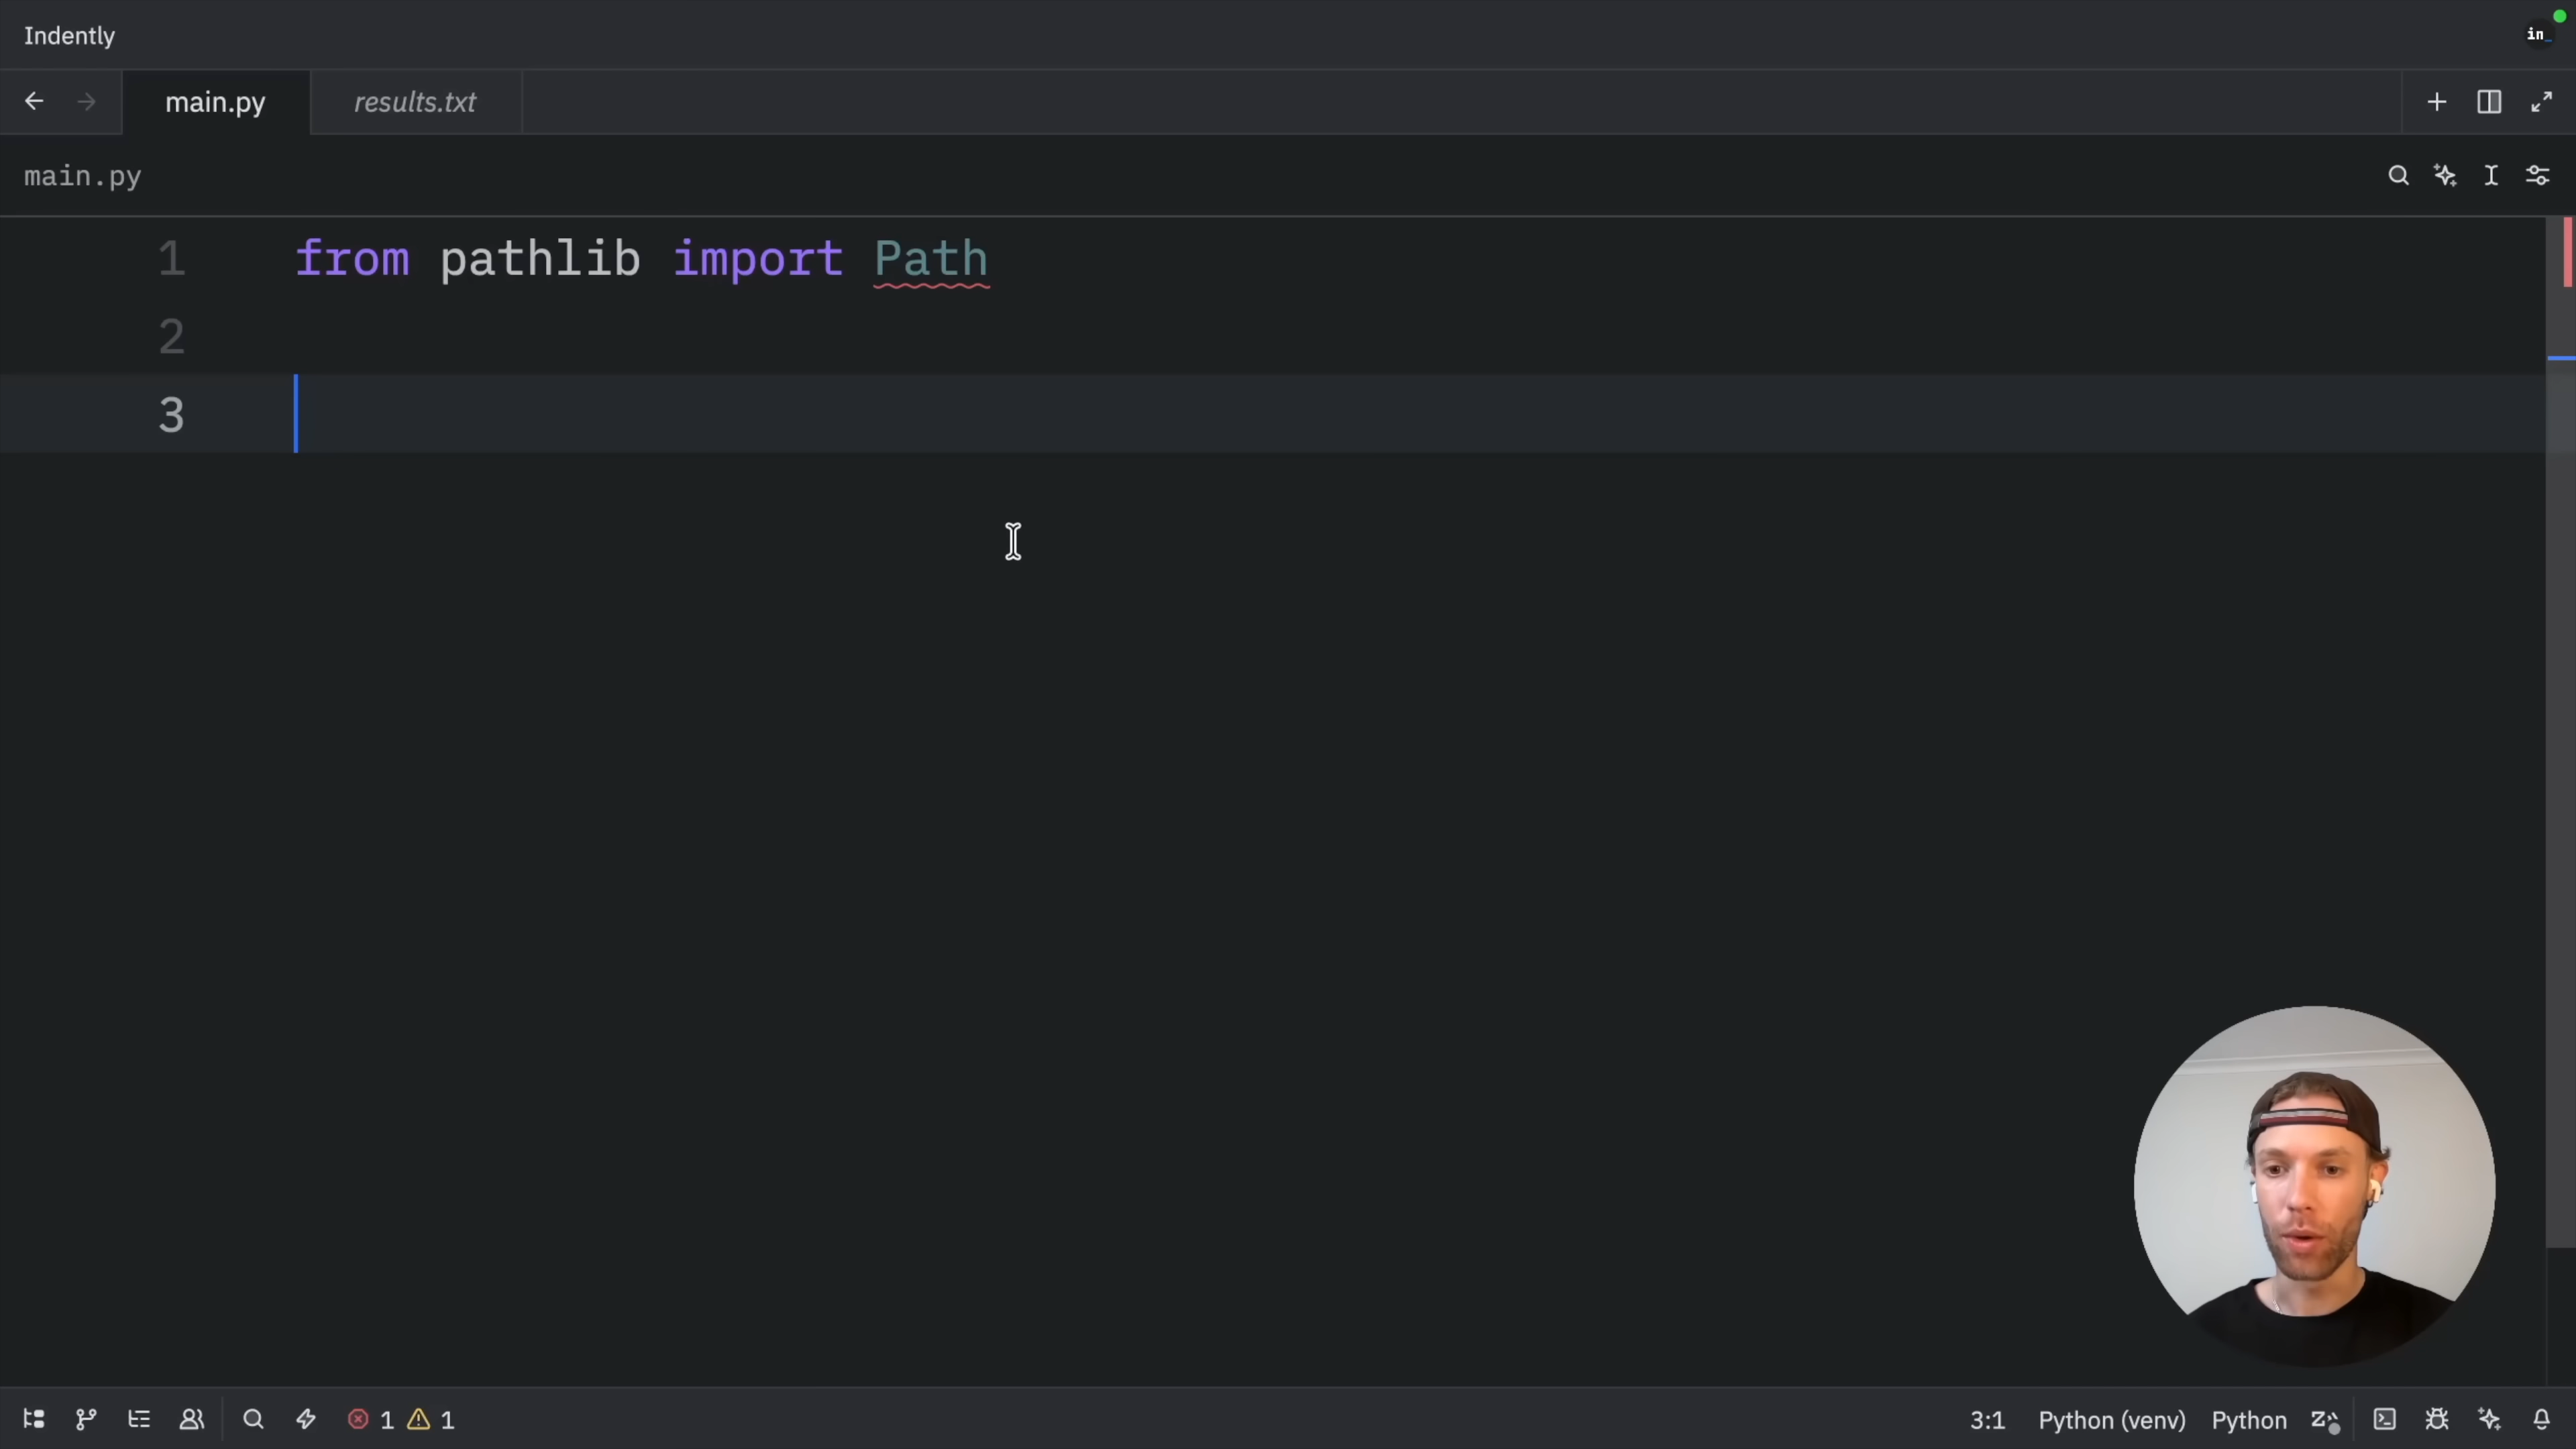 Indently
in_
main.py
results.txt
main.py
1 from pathlib import Path
2
3
1 1
3:1 Python (venv) Python